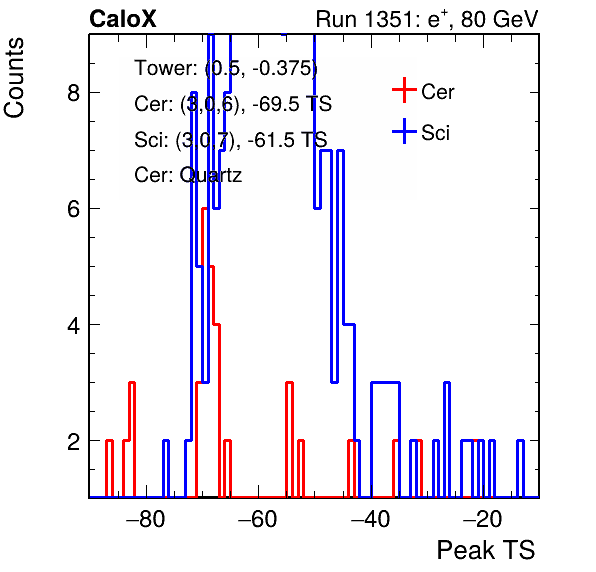 CaloX Run 1351: e+, 80 GeV
Counts
Tower: (0.5, -0.375)
Cer: (3,0,6), -69.5 TS
Sci: (3,0,7), -61.5 TS
Cer: Quartz
Cer
Sci
8
6
4
2
−80 −60 −40 −20
Peak TS